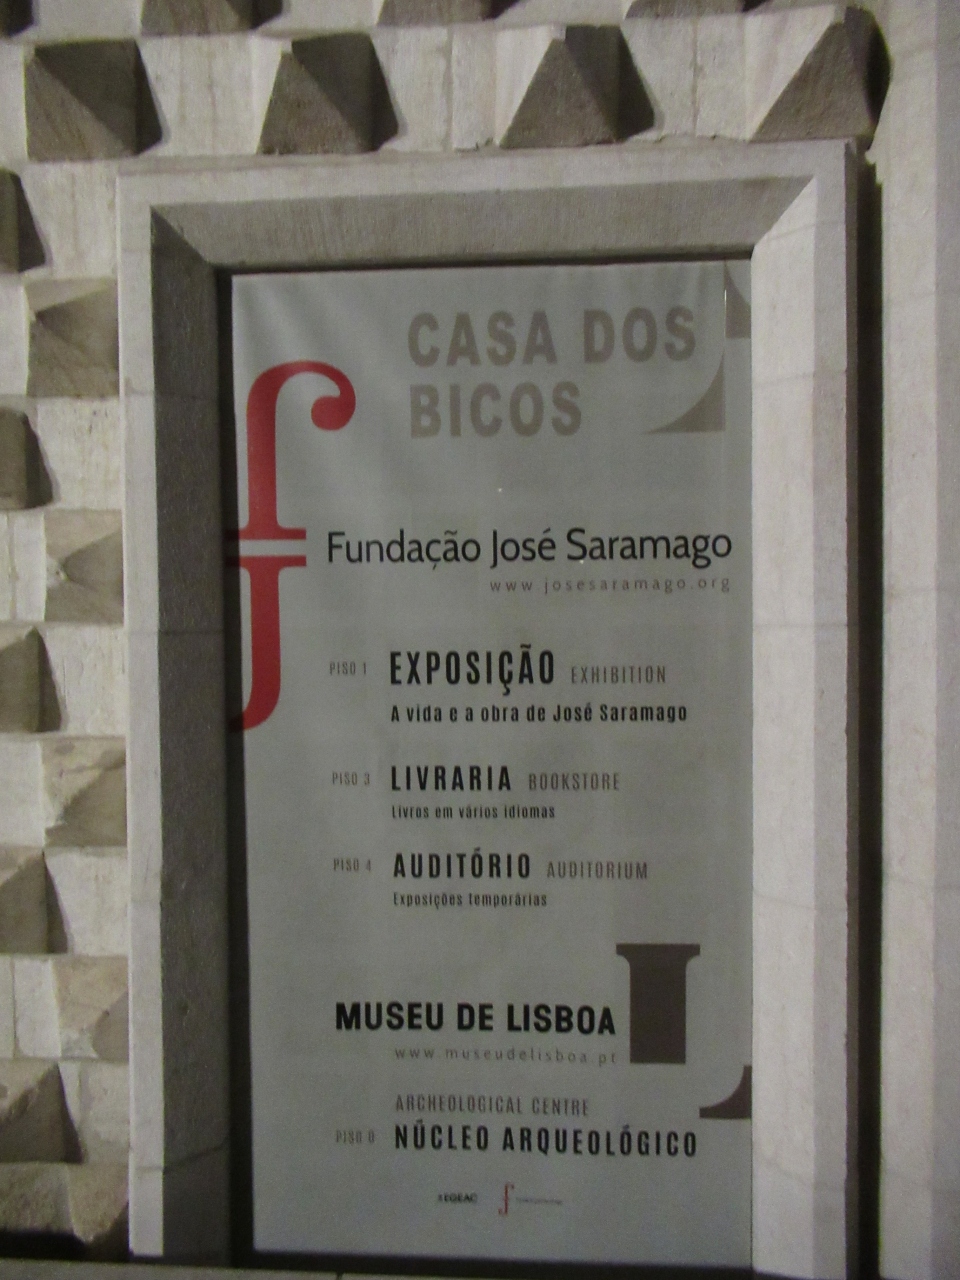 CASA DOS
BICOS
Fundação José Saramago
www.josesaramago.org
PISO 1 EXPOSIÇÃO EXHIBITION
A vida e a obra de José Saramago
PISO 3 LIVRARIA BOOKSTORE
Livros em vários idiomas
PISO 4 AUDITÓRIO AUDITORIUM
Exposições temporárias
MUSEU DE LISBOA
www.museudelisboa.pt
ARCHEOLOGICAL CENTRE
PISO 0 NÚCLEO ARQUEOLÓGICO
EGEAC